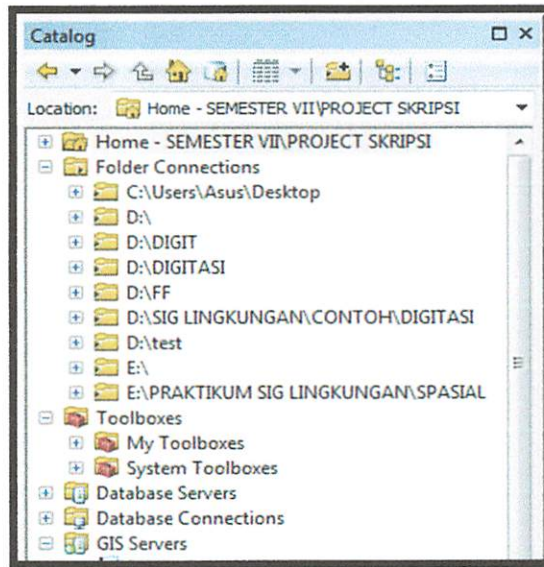 Catalog
Location: Home - SEMESTER VII\PROJECT SKRIPSI
Home - SEMESTER VII\PROJECT SKRIPSI
Folder Connections
C:\Users\Asus\Desktop
D:\
D:\DIGIT
D:\DIGITASI
D:\FF
D:\SIG LINGKUNGAN\CONTOH\DIGITASI
D:\test
E:\
E:\PRAKTIKUM SIG LINGKUNGAN\SPASIAL
Toolboxes
My Toolboxes
System Toolboxes
Database Servers
Database Connections
GIS Servers